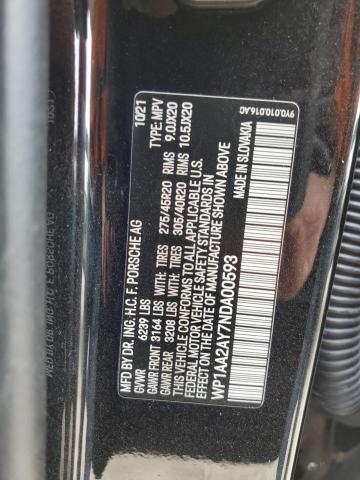 MFD BY DR. ING. H.C. F. PORSCHE AG 10/21
GVWR 6239 LBS TYPE: MPV
GAWR FRONT 3164 LBS WITH TIRES 275/45R20 RIMS 9.0JX20
GAWR REAR 3208 LBS WITH TIRES 305/40R20 RIMS 10.5JX20
THIS VEHICLE CONFORMS TO ALL APPLICABLE U.S.
FEDERAL MOTOR VEHICLE SAFETY STANDARDS IN
EFFECT ON THE DATE OF MANUFACTURE SHOWN ABOVE
WP1AA2AY7NDA00593 MADE IN SLOVAKIA
9Y0.010.016.AC